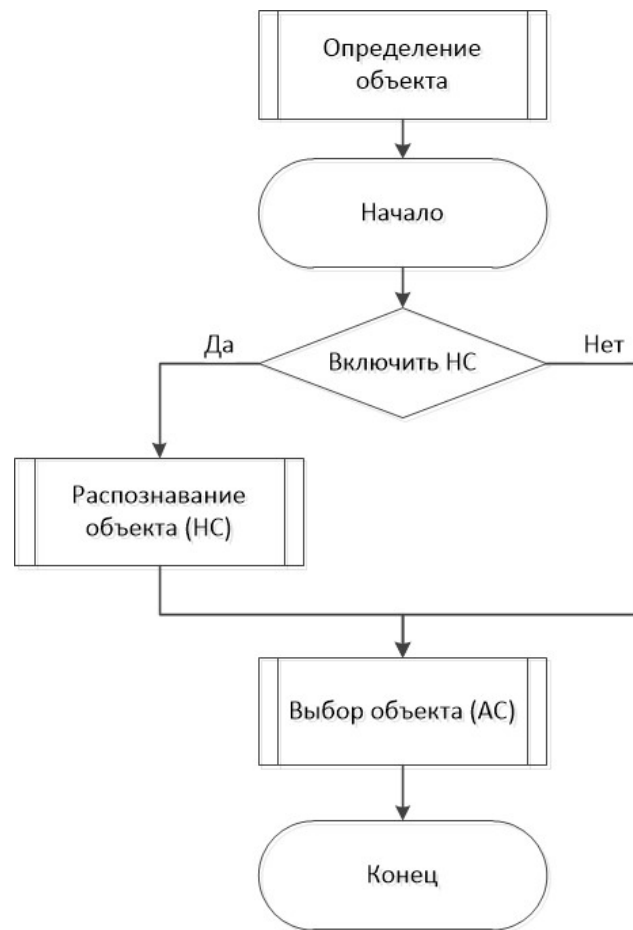 Определение
объекта
Начало
Да
Включить НС
Нет
Распознавание
объекта (НС)
Выбор объекта (АС)
Конец